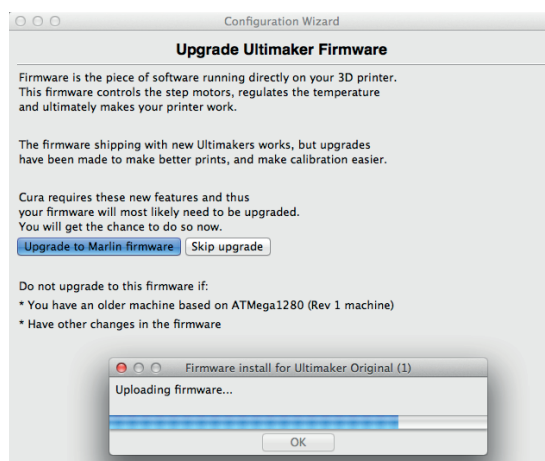 Configuration Wizard
Upgrade Ultimaker Firmware
Firmware is the piece of software running directly on your 3D printer.
This firmware controls the step motors, regulates the temperature
and ultimately makes your printer work.
The firmware shipping with new Ultimakers works, but upgrades
have been made to make better prints, and make calibration easier.
Cura requires these new features and thus
your firmware will most likely need to be upgraded.
You will get the chance to do so now.
Upgrade to Marlin firmware Skip upgrade
Do not upgrade to this firmware if:
* You have an older machine based on ATMega1280 (Rev 1 machine)
* Have other changes in the firmware
Firmware install for Ultimaker Original (1)
Uploading firmware...
OK